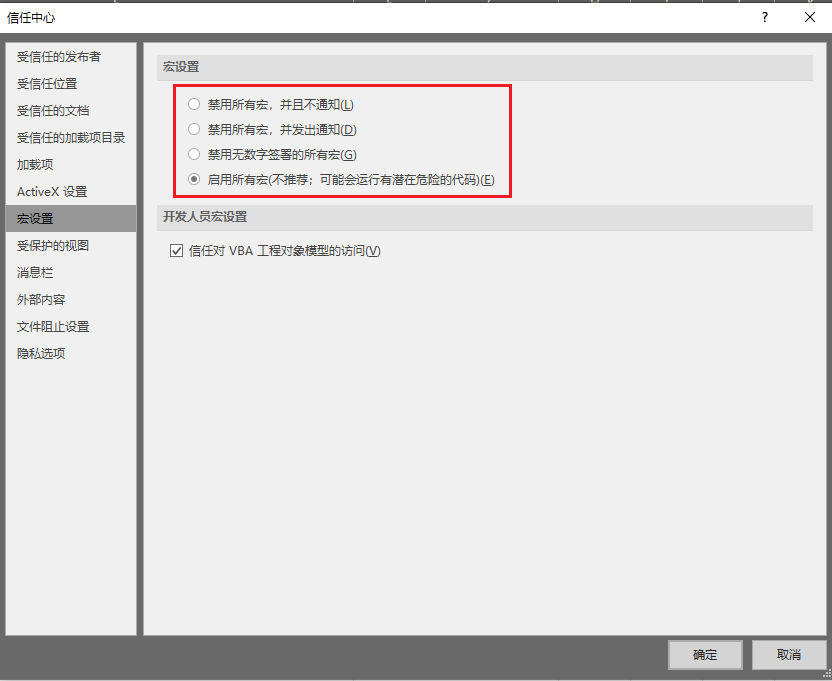 信任中心
?
受信任的发布者
受信任位置
受信任的文档
受信任的加载项目录
加载项
ActiveX 设置
宏设置
受保护的视图
消息栏
外部内容
文件阻止设置
隐私选项
宏设置
禁用所有宏，并且不通知(L)
禁用所有宏，并发出通知(D)
禁用无数字签署的所有宏(G)
启用所有宏(不推荐；可能会运行有潜在危险的代码)(E)
开发人员宏设置
信任对 VBA 工程对象模型的访问(V)
确定
取消